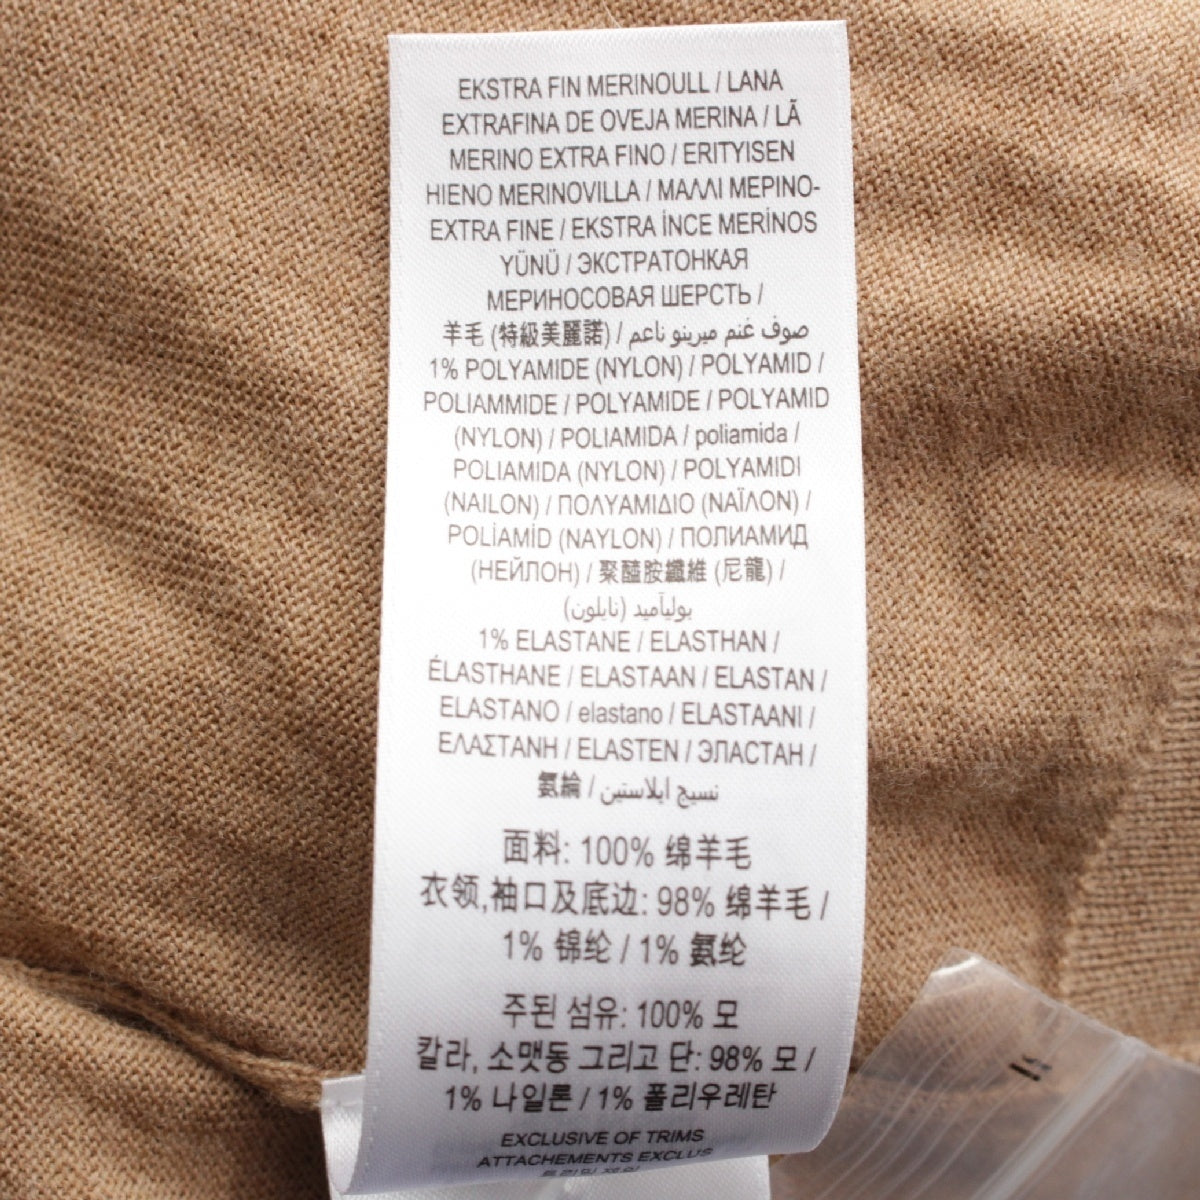 EKSTRA FIN MERINOULL / LANA
EXTRAFINA DE OVEJA MERINA / LÃ
MERINO EXTRA FINO / ERITYISEN
HIENO MERINOVILLA / ΜΑΛΛΙ ΜΕΡΙΝΟ-
EXTRA FINE / EKSTRA İNCE MERİNOS
YÜNÜ / ЭКСТРАТОНКАЯ
МЕРИНОСОВАЯ ШЕРСТЬ /
羊毛 (特級美麗諾) / صوف غنم میرینو ناعم
1% POLYAMIDE (NYLON) / POLYAMID /
POLIAMMIDE / POLYAMIDE / POLYAMID
(NYLON) / POLIAMIDA / poliamida /
POLIAMIDA (NYLON) / POLYAMIDI
(NAILON) / ΠΟΛΥΑΜΙΔΙΟ (ΝΑΪΛΟΝ) /
POLİAMİD (NAYLON) / ПОЛИАМИД
(НЕЙЛОН) / 聚醯胺纖維 (尼龍) /
بوليآميد (نايلون)
1% ELASTANE / ELASTHAN /
ÉLASTHANE / ELASTAAN / ELASTAN /
ELASTANO / elastano / ELASTAANI /
ΕΛΑΣΤΑΝΗ / ELASTEN / ЭЛАСТАН /
氨綸 / نسيج ايلاستين
面料: 100% 绵羊毛
衣领,袖口及底边: 98% 绵羊毛 /
1% 锦纶 / 1% 氨纶
주된 섬유: 100% 모
칼라, 소맷동 그리고 단: 98% 모 /
1% 나일론 / 1% 폴리우레탄
EXCLUSIVE OF TRIMS
ATTACHEMENTS EXCLUS